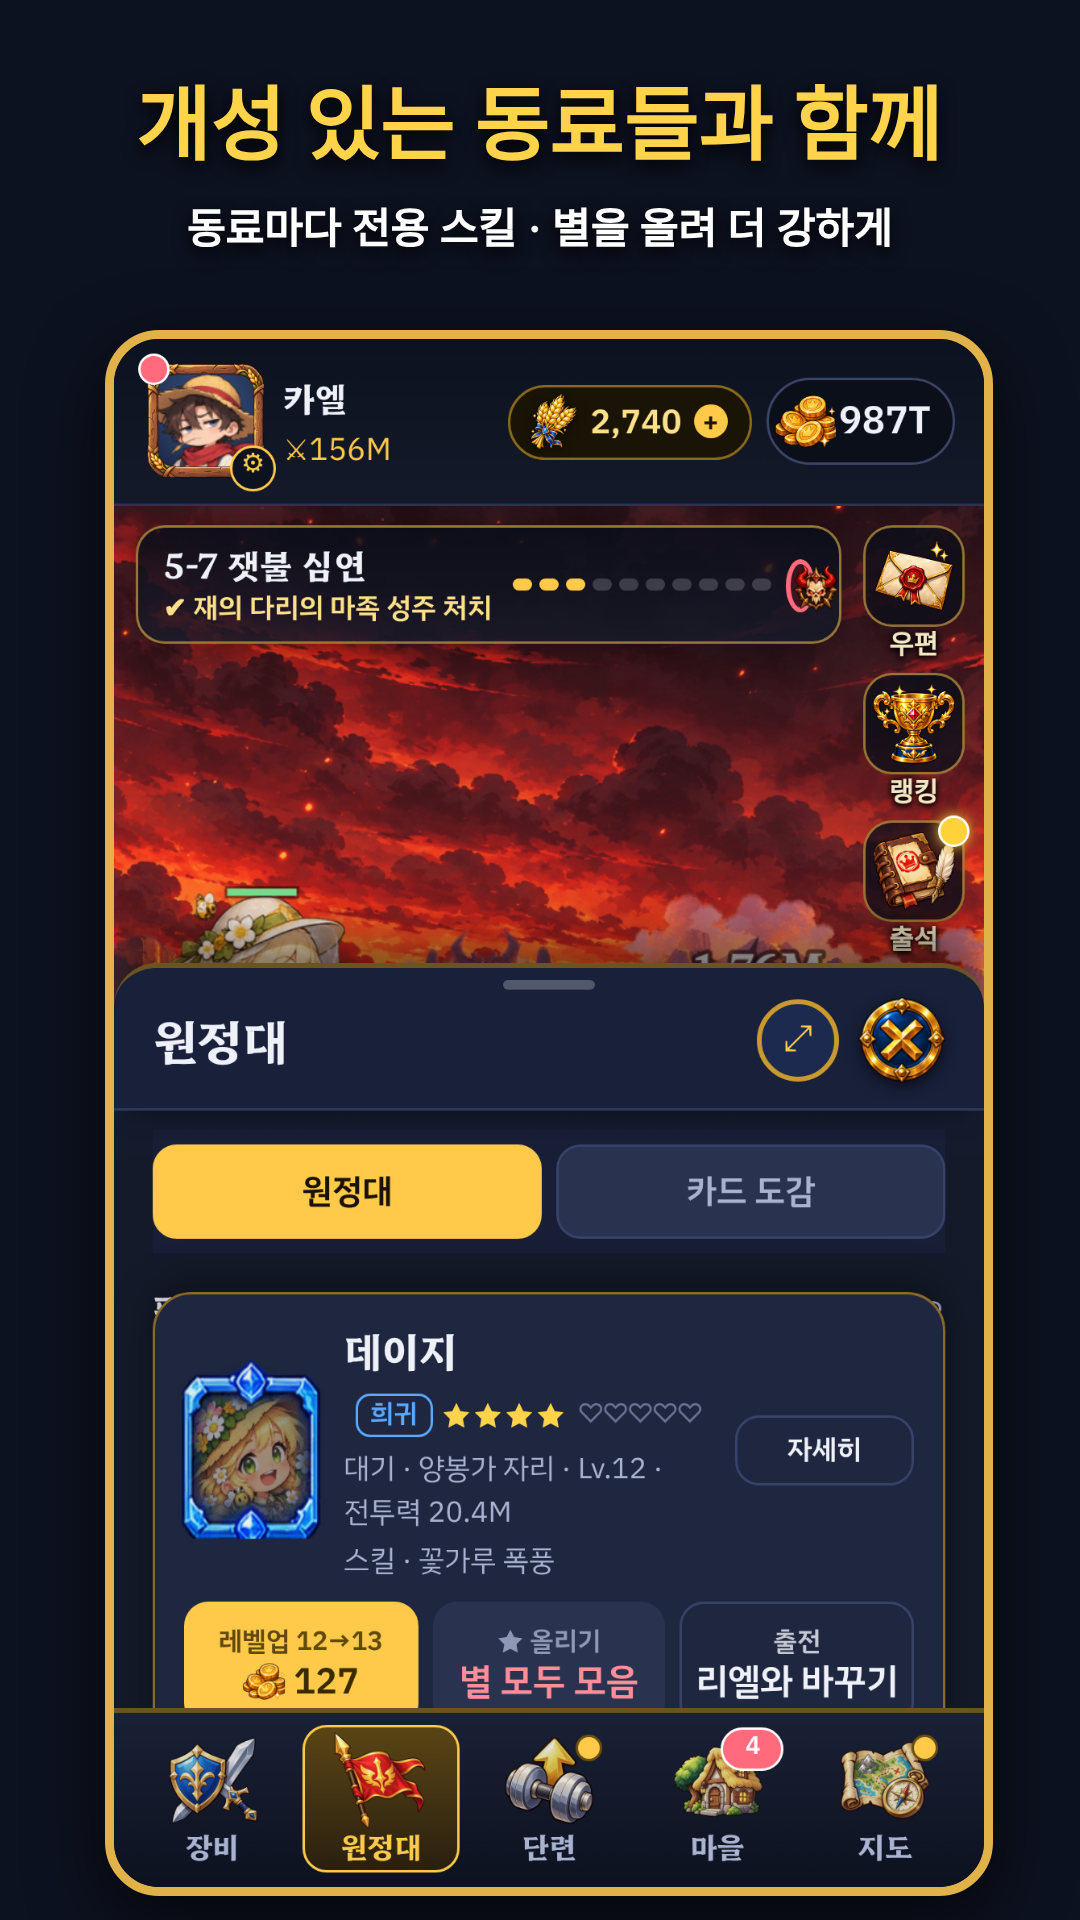 개성 있는 동료들과 함께
동료마다 전용 스킬 · 별을 올려 더 강하게
카엘
156M
2,740 +
987T
5-7 잿불 심연
✔ 재의 다리의 마족 성주 처치
우편
랭킹
출석
원정대
원정대
카드 도감
데이지
희귀
대기 · 양봉가 자리 · Lv.12 ·
전투력 20.4M
스킬 · 꽃가루 폭풍
자세히
레벨업 12→13
127
★ 올리기
별 모두 모음
출전
리엘와 바꾸기
장비
원정대
단련
4
마을
지도